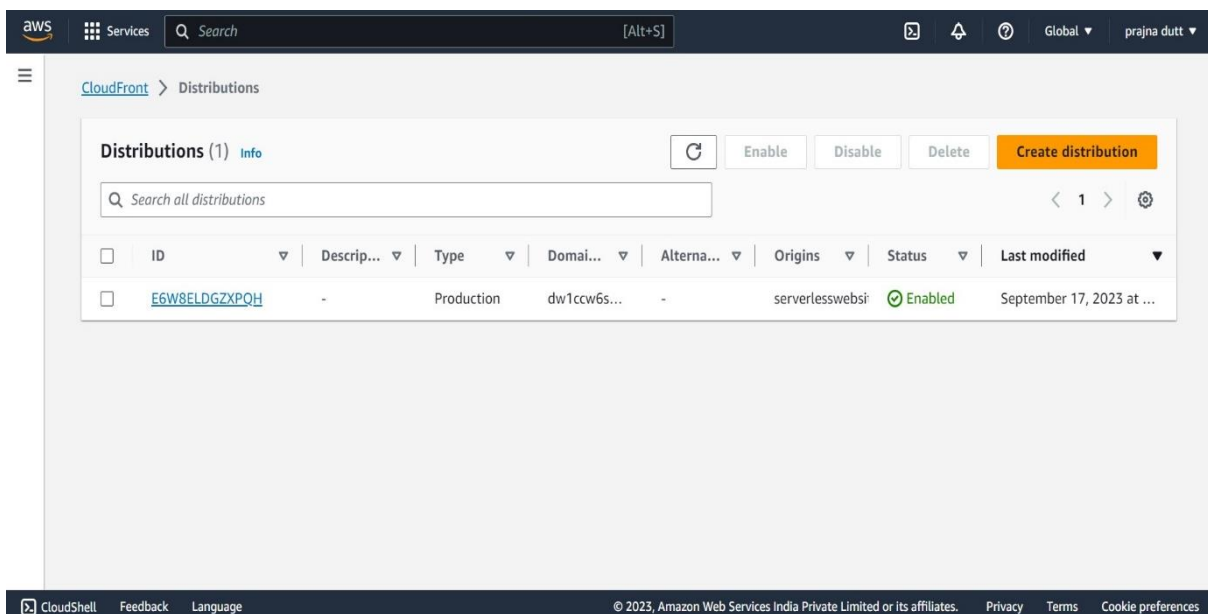 aws Services Search [Alt+S] Global prajna dutt
CloudFront > Distributions
Distributions (1) Info Enable Disable Delete Create distribution
Search all distributions < 1 >
ID Descrip... Type Domai... Alterna... Origins Status Last modified
E6W8ELDGZXPQH - Production dw1ccw6s... - serverlesswebsi Enabled September 17, 2023 at ...
CloudShell Feedback Language © 2023, Amazon Web Services India Private Limited or its affiliates. Privacy Terms Cookie preferences